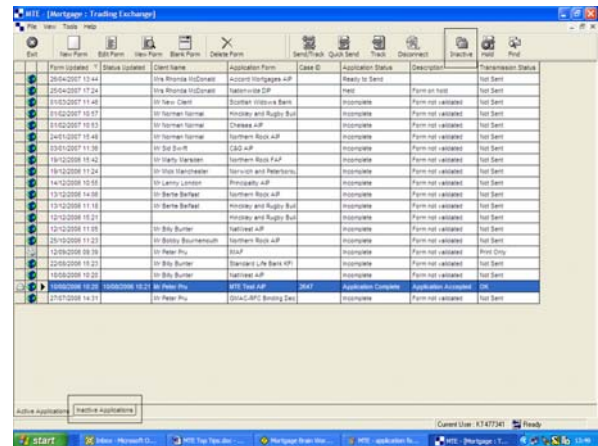 MTE - [Mortgage : Trading Exchange]
File View Tools Help
Exit New Form Edit Form View Form Blank Form Delete Form Send/Track Quick Send Track Disconnect Inactive Hold Find
Form Updated Status Updated Client Name Application Form Case ID Application Status Description Transmission Status
26/04/2007 13:44 Mrs Rhonda McDonald Accord Mortgages AIP Ready to Send Not Sent
25/04/2007 17:24 Mrs Rhonda McDonald Nationwide DIP Held Form on hold Not Sent
01/03/2007 11:48 Mr New Client Scottish Widows Bank Incomplete Form not validated Not Sent
01/02/2007 10:57 Mr Norman Normal Hinckley and Rugby Buil Incomplete Form not validated Not Sent
01/02/2007 10:53 Mr Norman Normal Chelsea AIP Incomplete Form not validated Not Sent
24/01/2007 15:49 Mr Norman Normal Northern Rock AIP Incomplete Form not validated Not Sent
03/01/2007 11:38 Mr Sid Swift C&G AIP Incomplete Form not validated Not Sent
19/12/2006 15:42 Mr Marty Marsden Northern Rock FAF Incomplete Form not validated Not Sent
19/12/2006 11:24 Mr Mick Manchester Norwich and Peterborou Incomplete Form not validated Not Sent
14/12/2006 10:55 Mr Lenny London Principality AIP Incomplete Form not validated Not Sent
13/12/2006 14:08 Mr Bertie Belfast Northern Rock AIP Incomplete Form not validated Not Sent
13/12/2006 11:18 Mr Bertie Belfast Hinckley and Rugby Buil Incomplete Form not validated Not Sent
12/12/2006 15:21 Hinckley and Rugby Buil Incomplete Form not validated Not Sent
12/12/2006 11:05 Mr Billy Bunter NatWest AIP Incomplete Form not validated Not Sent
25/10/2006 11:23 Mr Bobby Bournemouth Northern Rock AIP Incomplete Form not validated Not Sent
12/09/2006 08:39 Mr Peter Pru Incomplete Form not validated Print Only
22/08/2006 15:23 Mr Billy Bunter Standard Life Bank KFI Incomplete Form not validated Not Sent
Mr Billy Bunter NatWest AIP Incomplete Form not validated Not Sent
10/08/2006 10:21 Mr Peter Pru MTE Test AIP 2647 Application Complete Application Accepted OK
27/07/2006 14:31 Mr Peter Pru GMAC-RFC Binding Dec Incomplete Form not validated Not Sent
Active Applications Inactive Applications
Current User : KT477341 Ready
start Inbox - Microsoft O... MTE Top Tips.doc - ... Mortgage Brain Wor... MTE - application fo... MTE - [Mortgage : T...